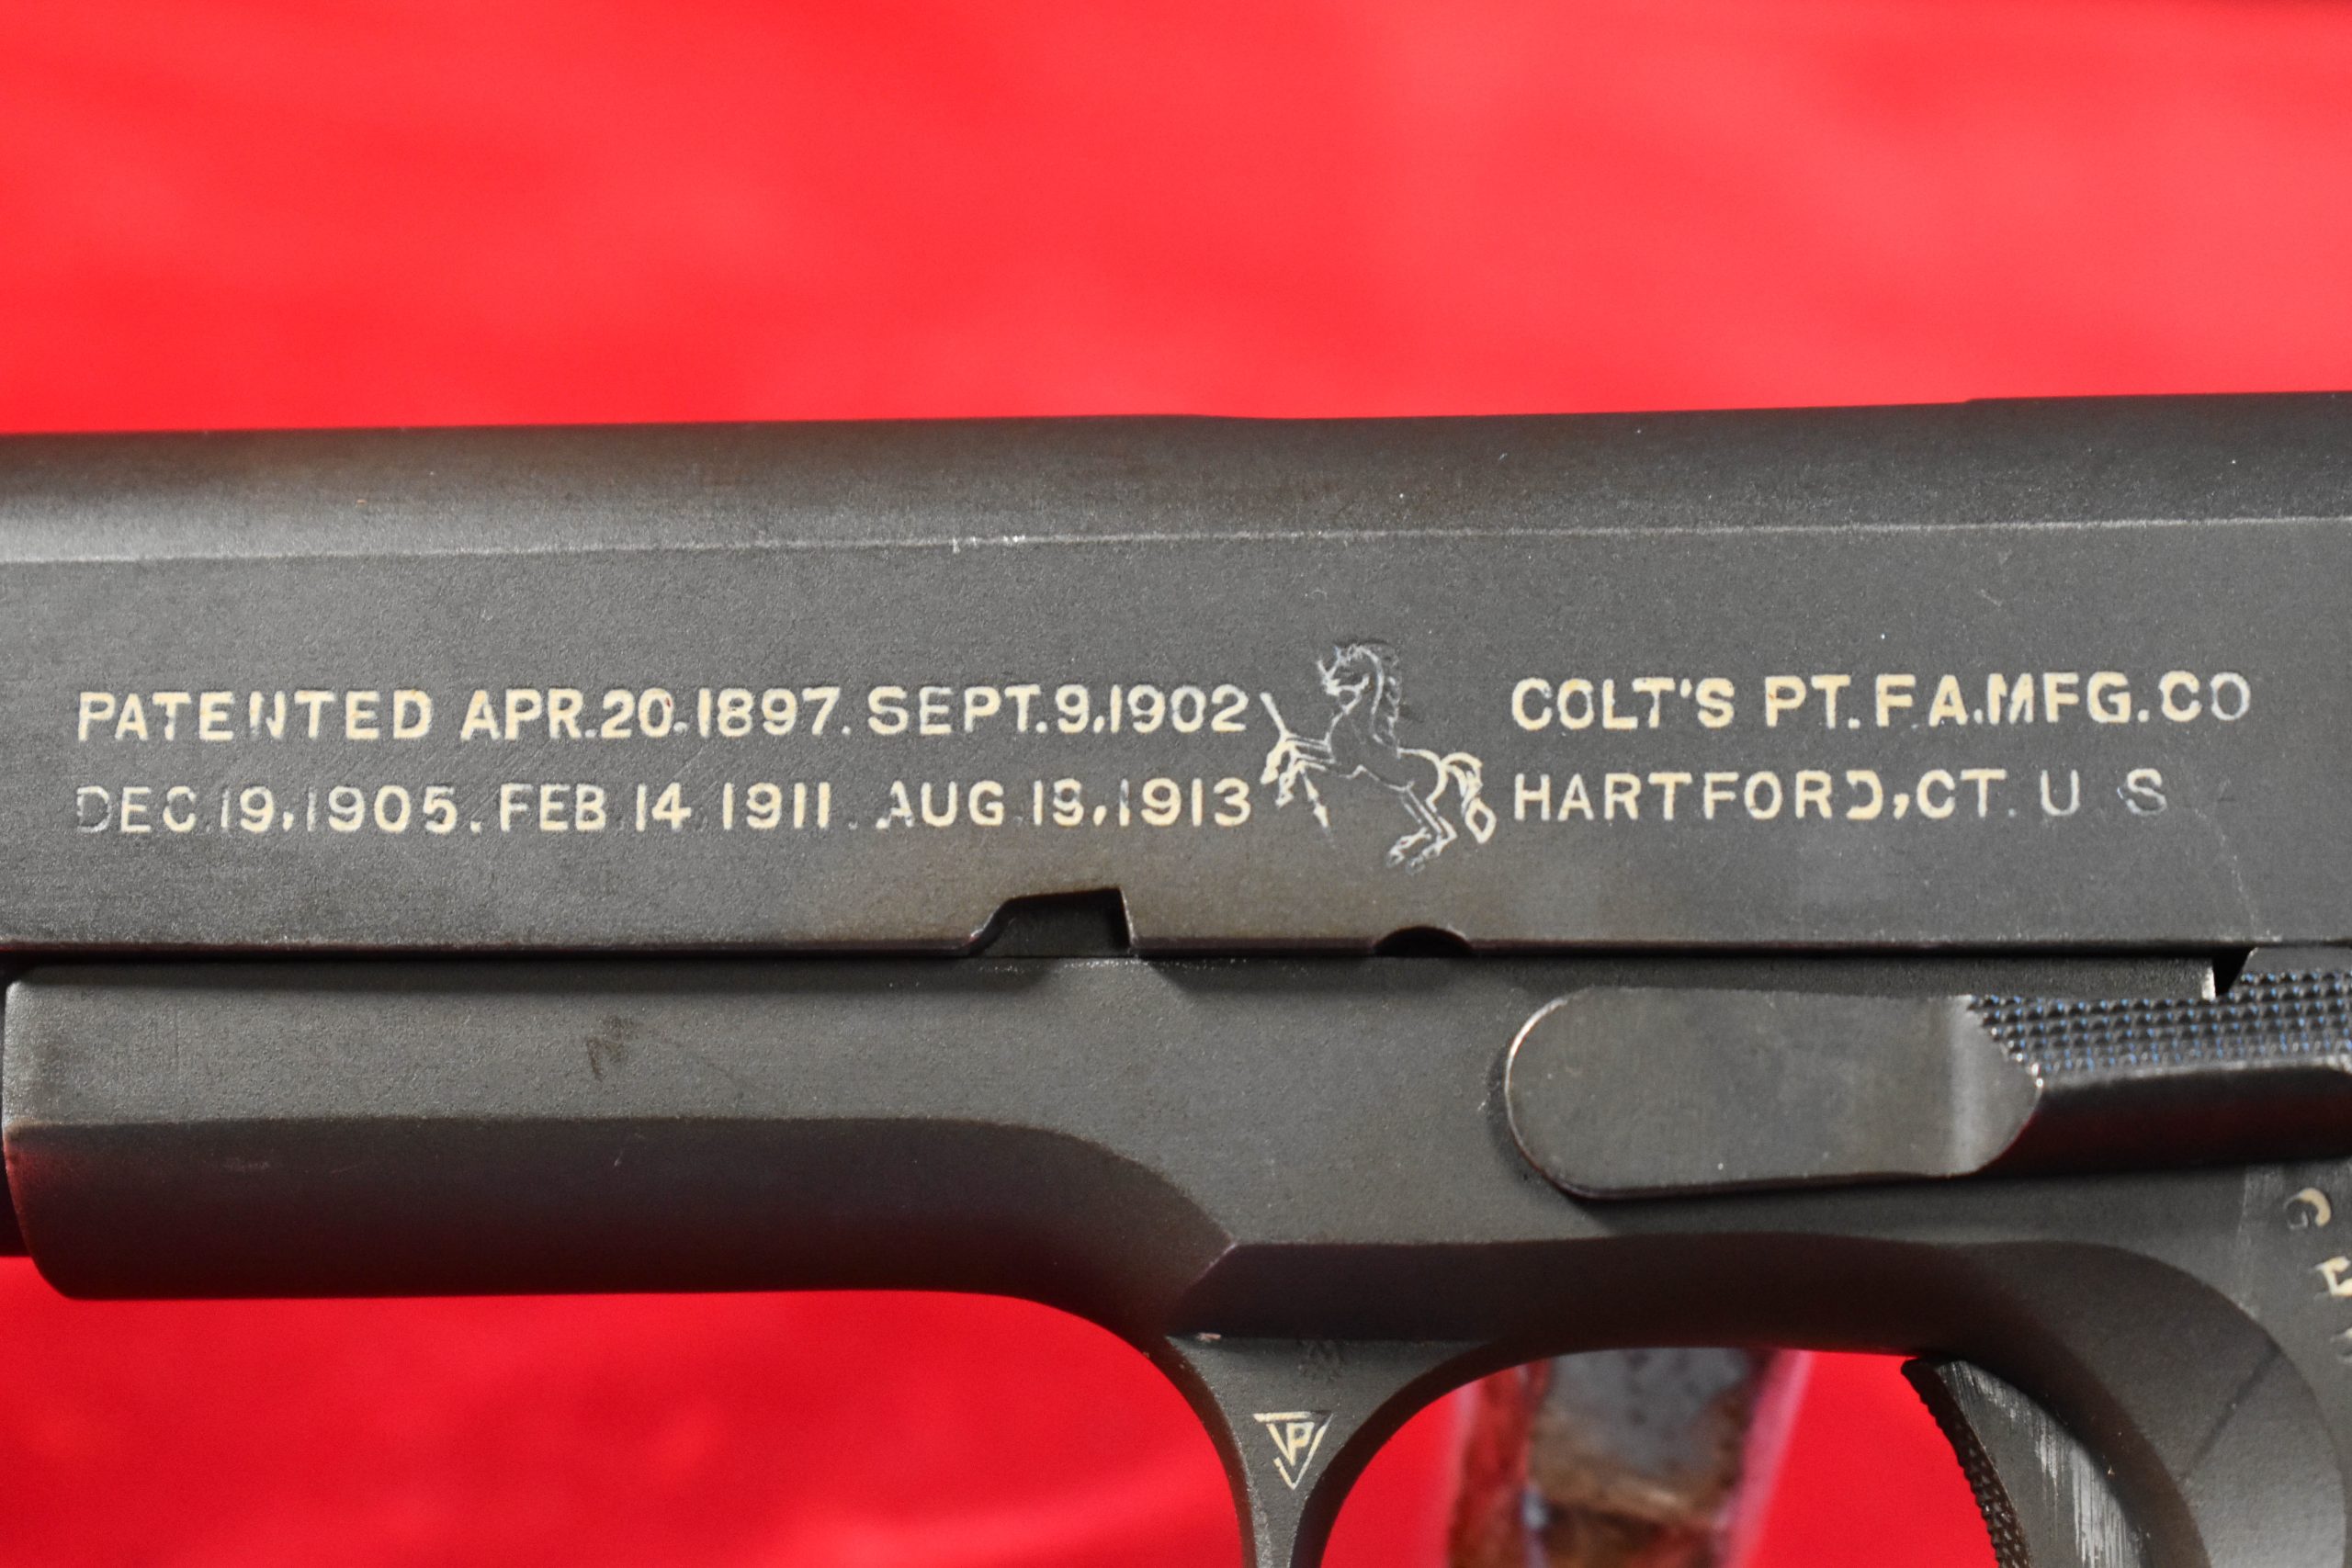 PATENTED APR.20.1897. SEPT.9,1902
DEC.19,1905. FEB 14 1911. AUG.19,1913
COLT'S PT.F.A.MFG.CO
HARTFORD,CT. U S
VP